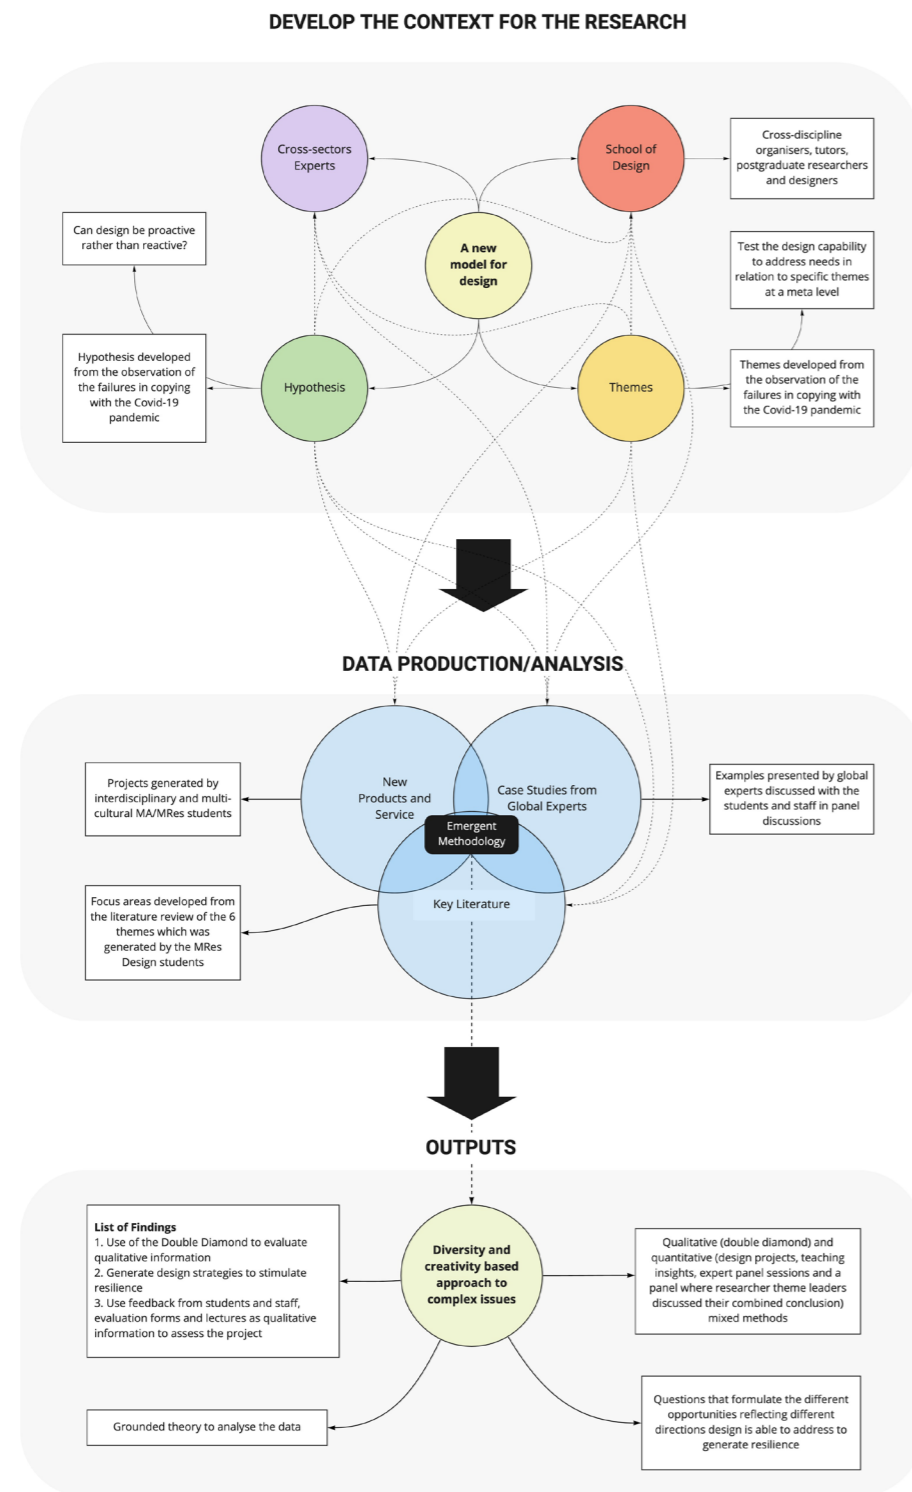 DEVELOP THE CONTEXT FOR THE RESEARCH
Cross-sectors
Experts
School of
Design
Cross-discipline
organisers, tutors,
postgraduate researchers
and designers
Can design be proactive
rather than reactive?
A new
model for
design
Test the design capability
to address needs in
relation to specific themes
at a meta level
Hypothesis developed
from the observation of
the failures in copying
with the Covid-19
pandemic
Hypothesis
Themes
Themes developed from
the observation of the
failures in copying with
the Covid-19 pandemic
DATA PRODUCTION/ANALYSIS
Projects generated by
interdisciplinary and multi-
cultural MA/MRes students
New
Products and
Service
Case Studies from
Global Experts
Examples presented by global
experts discussed with the
students and staff in panel
discussions
Emergent
Methodology
Focus areas developed from
the literature review of the 6
themes which was
generated by the MRes
Design students
Key Literature
OUTPUTS
List of Findings
1. Use of the Double Diamond to evaluate
qualitative information
2. Generate design strategies to stimulate
resilience
3. Use feedback from students and staff,
evaluation forms and lectures as qualitative
information to assess the project
Diversity and
creativity based
approach to
complex issues
Qualitative (double diamond) and
quantitative (design projects, teaching
insights, expert panel sessions and a
panel where researcher theme leaders
discussed their combined conclusion)
mixed methods
Grounded theory to analyse the data
Questions that formulate the different
opportunities reflecting different
directions design is able to address to
generate resilience